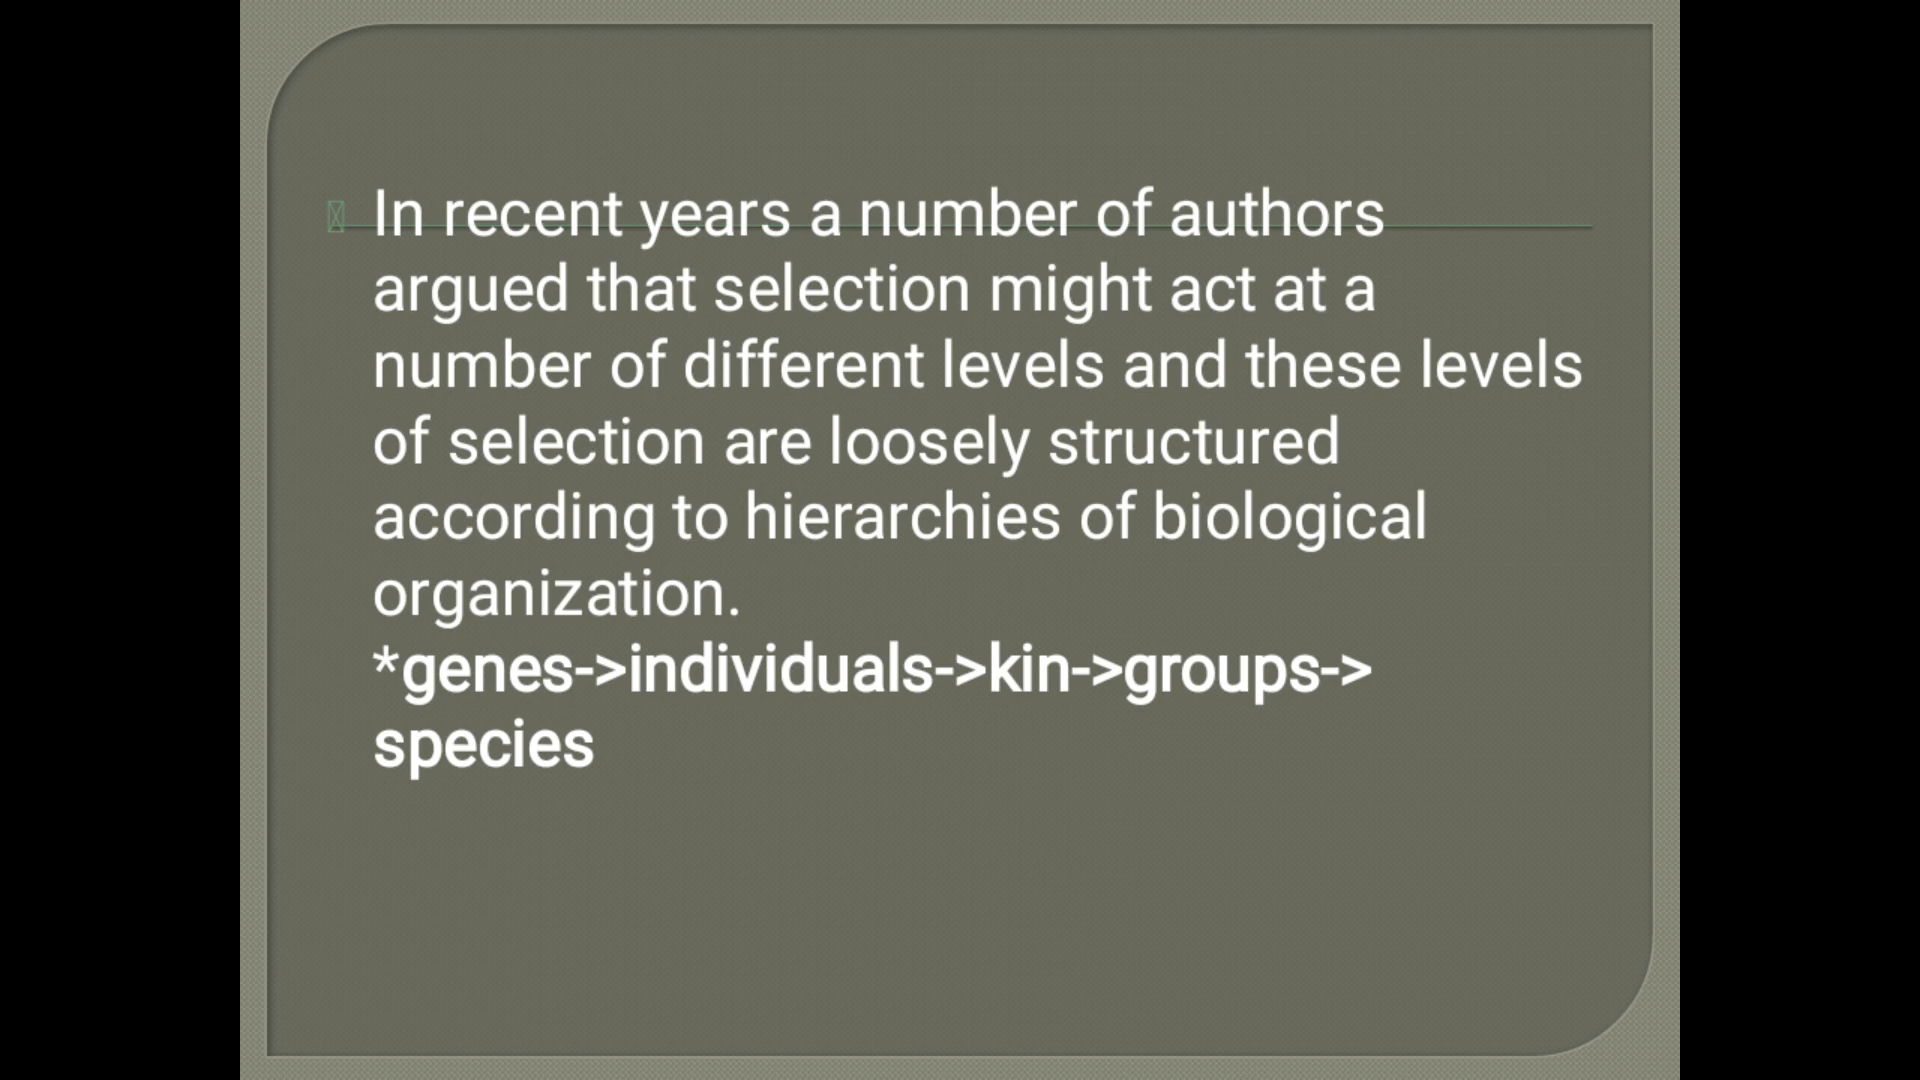 In recent years a number of authors
argued that selection might act at a
number of different levels and these levels
of selection are loosely structured
according to hierarchies of biological
organization.
*genes->individuals->kin->groups->
species